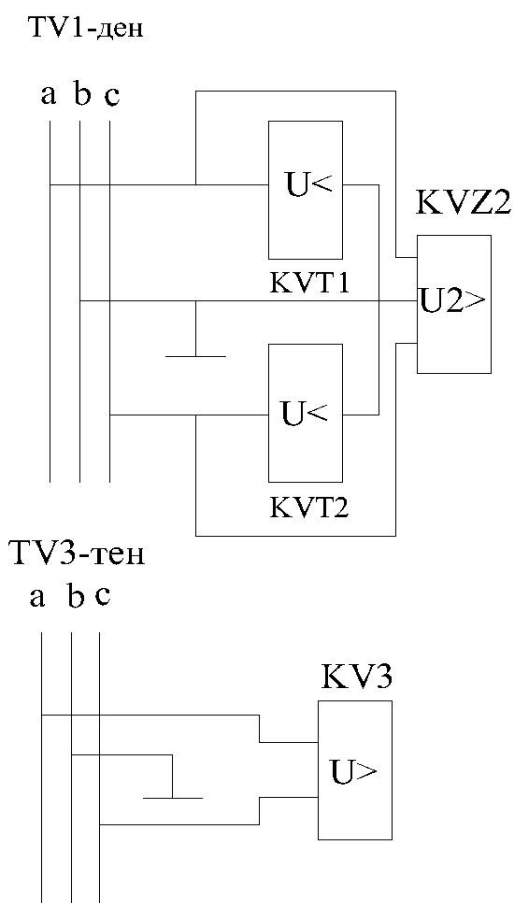 TV1-ден
a b c
U<
KVZ2
KVT1
U2>
U<
KVT2
TV3-тен
a b c
KV3
U>